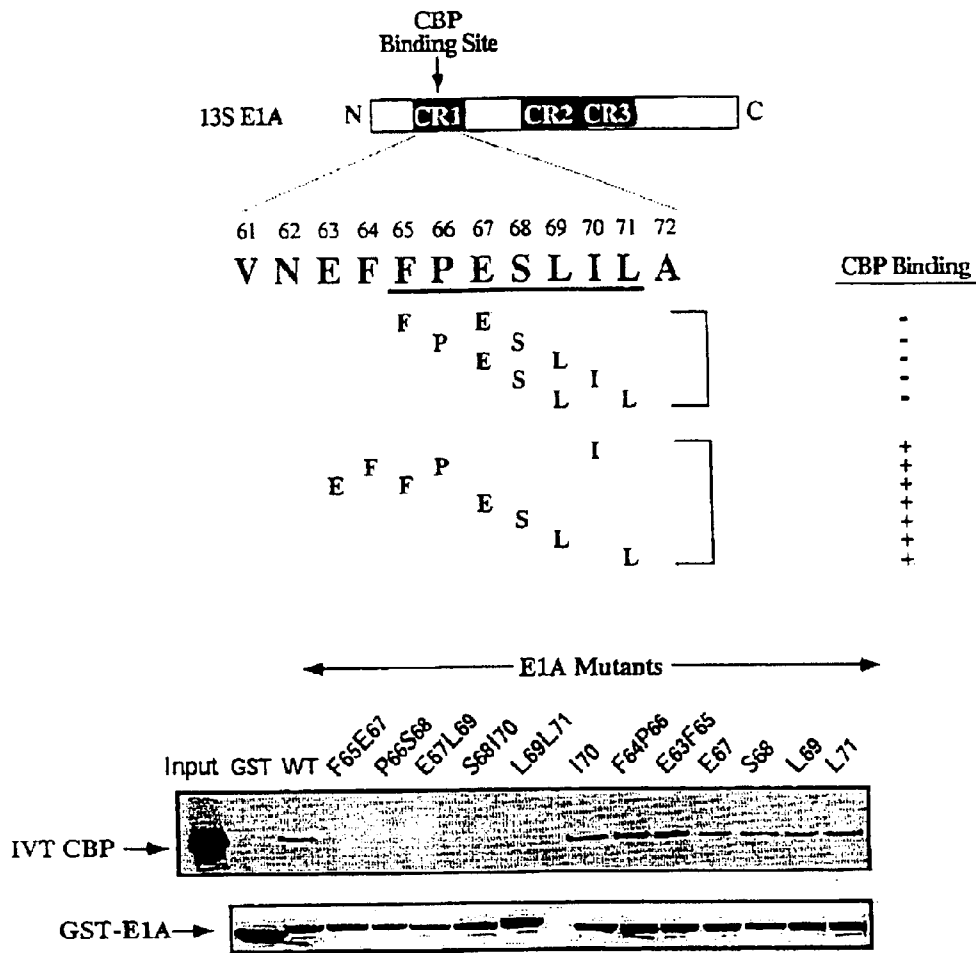 CBP
Binding Site
13S E1A N CR1 CR2 CR3 C
61 62 63 64 65 66 67 68 69 70 71 72
V N E F F P E S L I L A
CBP Binding
F E -
P S -
E L -
S I -
L L -
I +
F P +
E F +
E +
S +
L +
L +
E1A Mutants
Input GST WT F65E67 P66S68 E67L69 S68I70 L69L71 I70 F64P66 E63F65 E67 S68 L69 L71
IVT CBP
GST-E1A